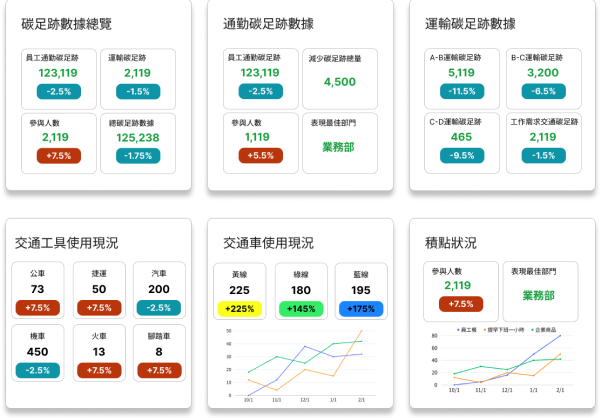 碳足跡數據總覽
員工通勤碳足跡
123,119
-2.5%
運輸碳足跡
2,119
-1.5%
參與人數
2,119
+7.5%
總碳足跡數據
125,238
-1.75%
通勤碳足跡數據
員工通勤碳足跡
123,119
-2.5%
減少碳足跡總量
4,500
參與人數
1,119
+5.5%
表現最佳部門
業務部
運輸碳足跡數據
A-B運輸碳足跡
5,119
-11.5%
B-C運輸碳足跡
3,200
-6.5%
C-D運輸碳足跡
465
-9.5%
工作需求交通碳足跡
2,119
-1.5%
交通工具使用現況
公車
73
+7.5%
捷運
50
+7.5%
汽車
200
-2.5%
機車
450
-2.5%
火車
13
+7.5%
腳踏車
8
+7.5%
交通車使用現況
黃線
225
+225%
綠線
180
+145%
藍線
195
+175%
50
40
30
20
10
0
10/1
11/1
12/1
1/1
2/1
積點狀況
參與人數
2,119
+7.5%
表現最佳部門
業務部
員工餐
提早下班一小時
企業商品
80
60
40
20
0
10/1
11/1
12/1
1/1
2/1